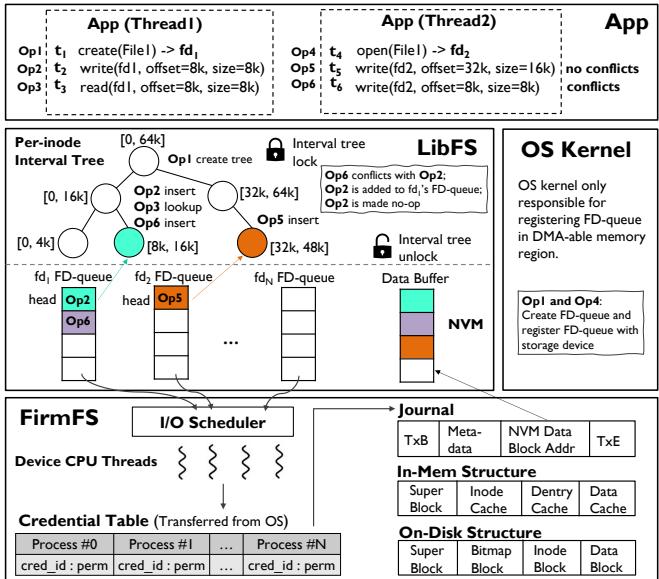 App (Thread1)
Op1 t1 create(File1) -> fd1
Op2 t2 write(fd1, offset=8k, size=8k)
Op3 t3 read(fd1, offset=8k, size=8k)
App (Thread2)
Op4 t4 open(File1) -> fd2
Op5 t5 write(fd2, offset=32k, size=16k)
Op6 t6 write(fd2, offset=8k, size=8k)
App
no conflicts
conflicts
Per-inode
Interval Tree
[0, 64k]
Op1 create tree
Interval tree
lock
LibFS
Op6 conflicts with Op2;
Op2 is added to fd1's FD-queue;
Op2 is made no-op
[0, 16k]
Op2 insert
Op3 lookup
Op6 insert
[32k, 64k]
Op5 insert
[0, 4k]
[8k, 16k]
[32k, 48k]
Interval tree
unlock
fd1 FD-queue
head
Op2
Op6
fd2 FD-queue
head
Op5
...
fdN FD-queue
Data Buffer
NVM
OS Kernel
OS kernel only
responsible for
registering FD-queue
in DMA-able memory
region.
Op1 and Op4:
Create FD-queue and
register FD-queue with
storage device
FirmFS
I/O Scheduler
Device CPU Threads
Credential Table (Transferred from OS)
Process #0 Process #1 ... Process #N
cred_id : perm cred_id : perm ... cred_id : perm
Journal
TxB
Meta-
data
NVM Data
Block Addr
TxE
In-Mem Structure
Super
Block
Inode
Cache
Dentry
Cache
Data
Cache
On-Disk Structure
Super
Block
Bitmap
Block
Inode
Block
Data
Block